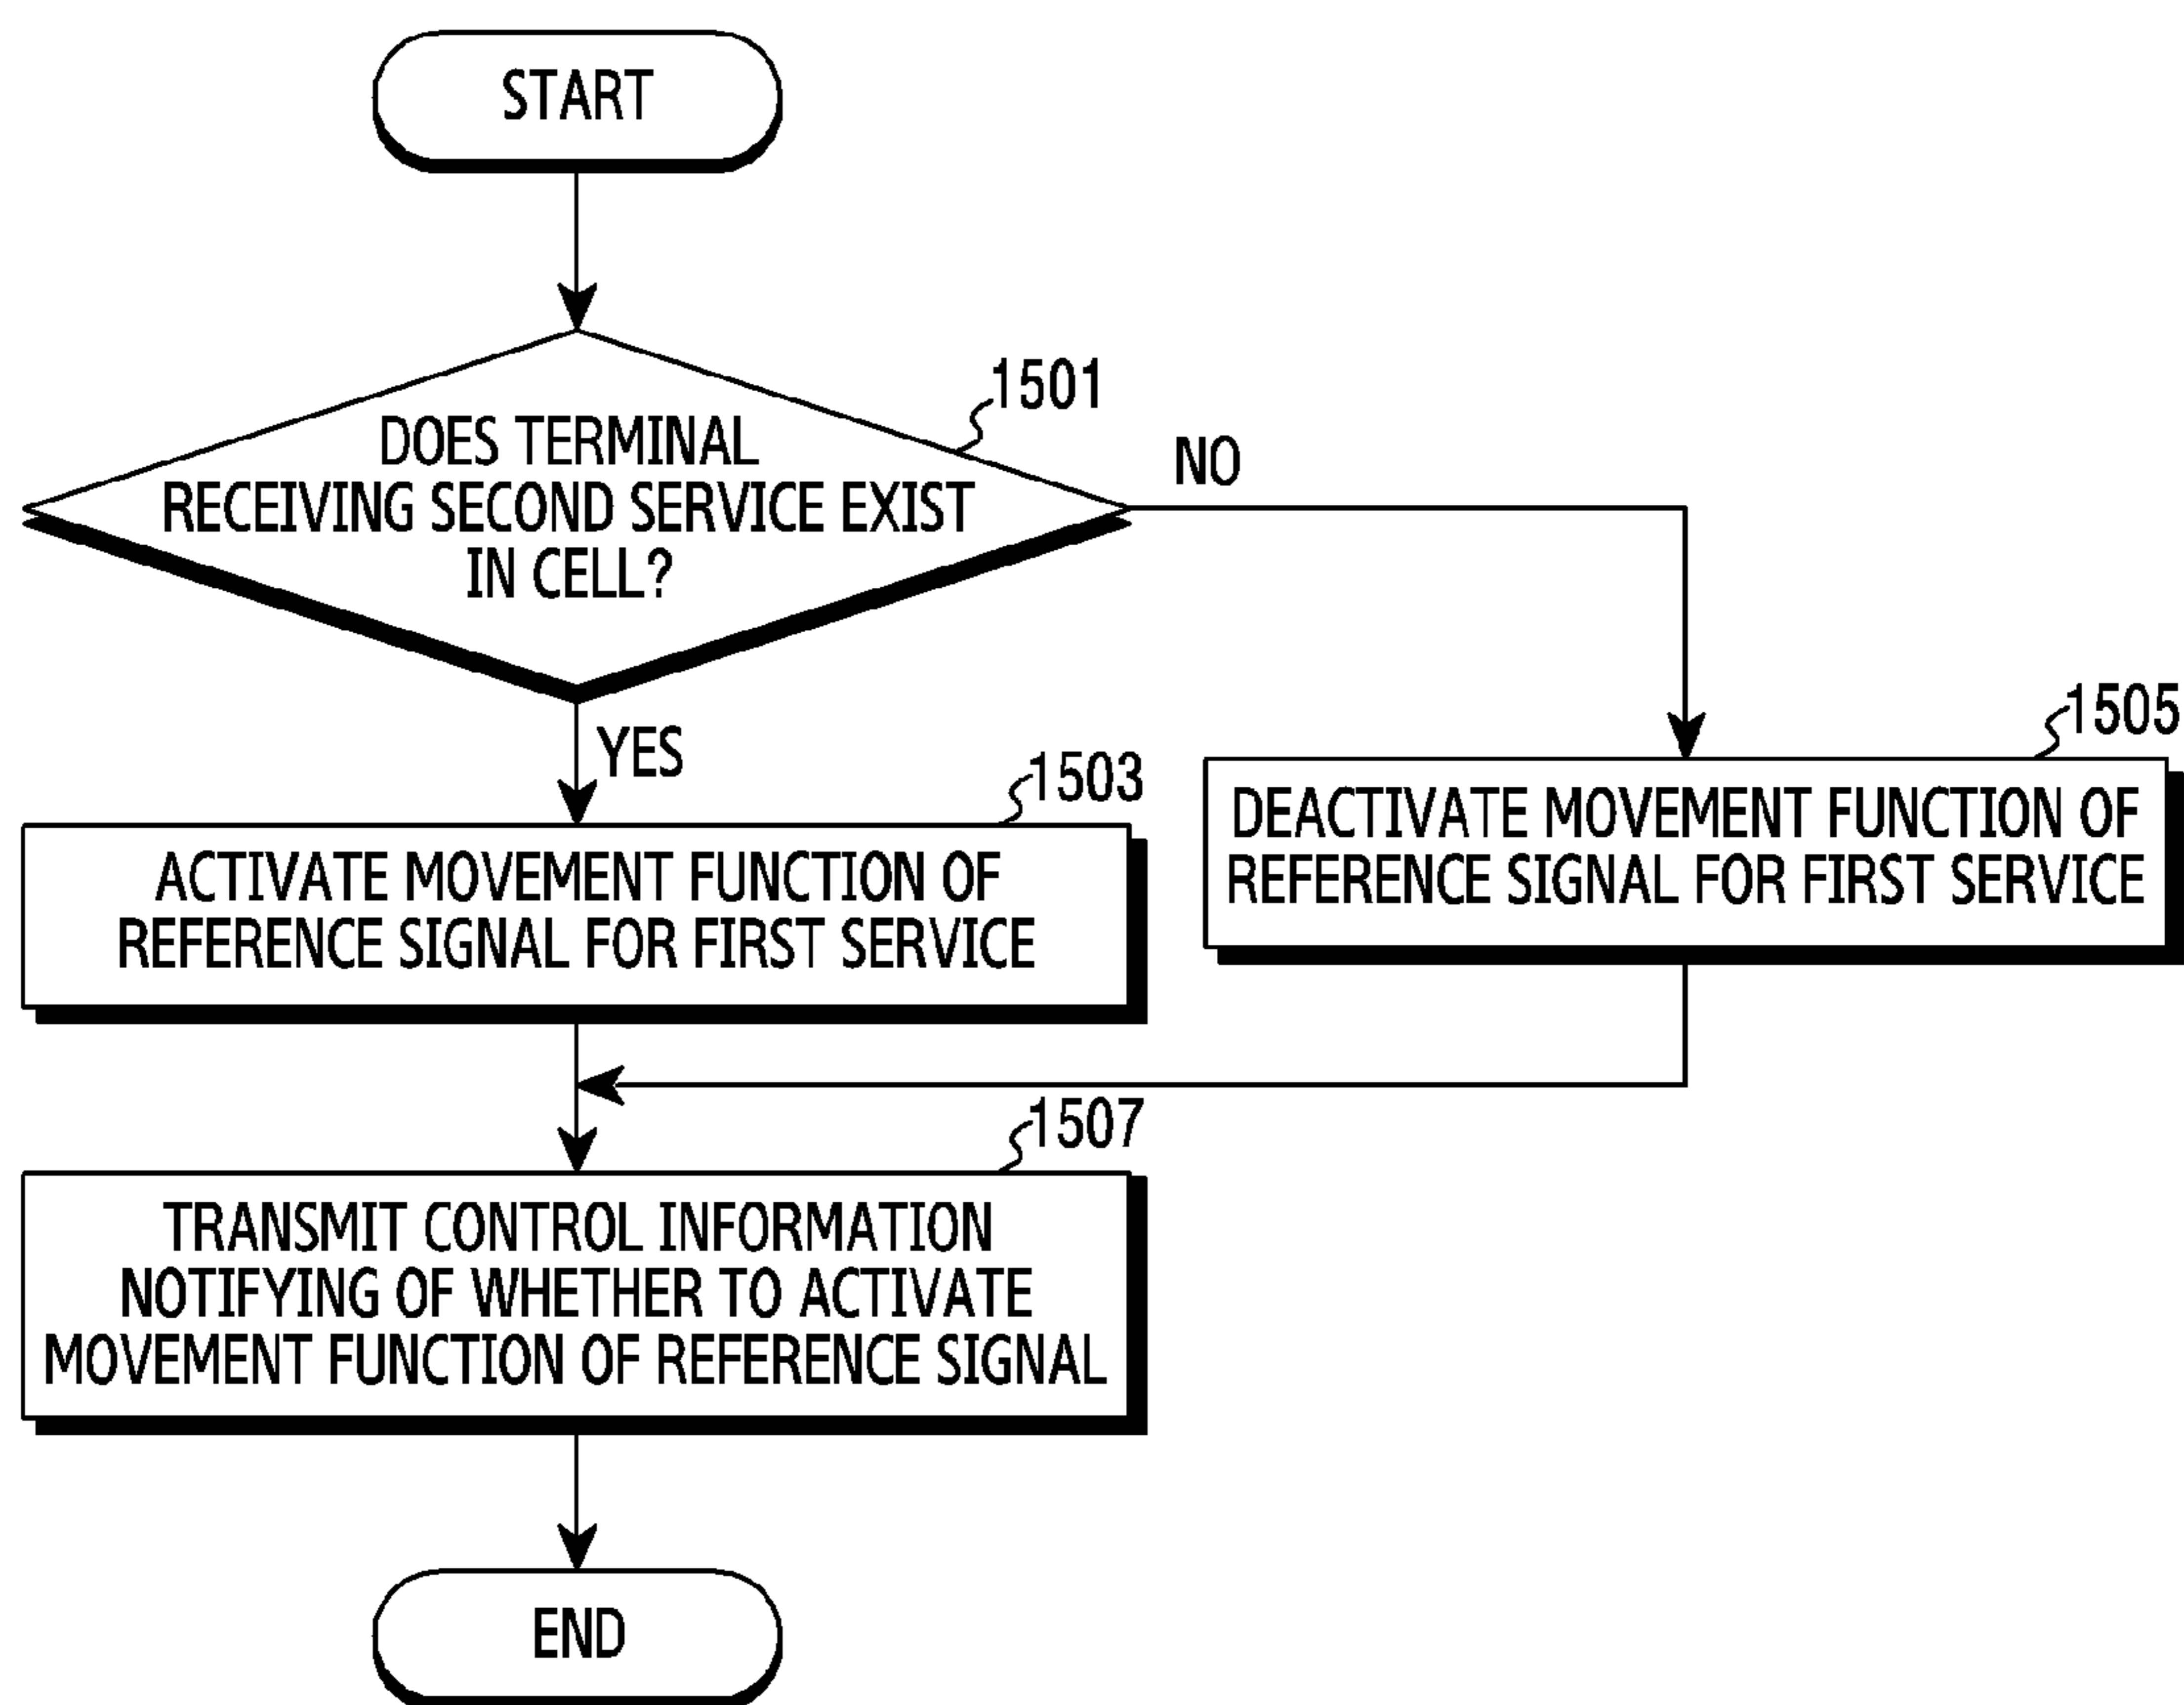 START
1501
DOES TERMINAL
RECEIVING SECOND SERVICE EXIST
IN CELL?
NO
YES
1503
ACTIVATE MOVEMENT FUNCTION OF
REFERENCE SIGNAL FOR FIRST SERVICE
1505
DEACTIVATE MOVEMENT FUNCTION OF
REFERENCE SIGNAL FOR FIRST SERVICE
1507
TRANSMIT CONTROL INFORMATION
NOTIFYING OF WHETHER TO ACTIVATE
MOVEMENT FUNCTION OF REFERENCE SIGNAL
END